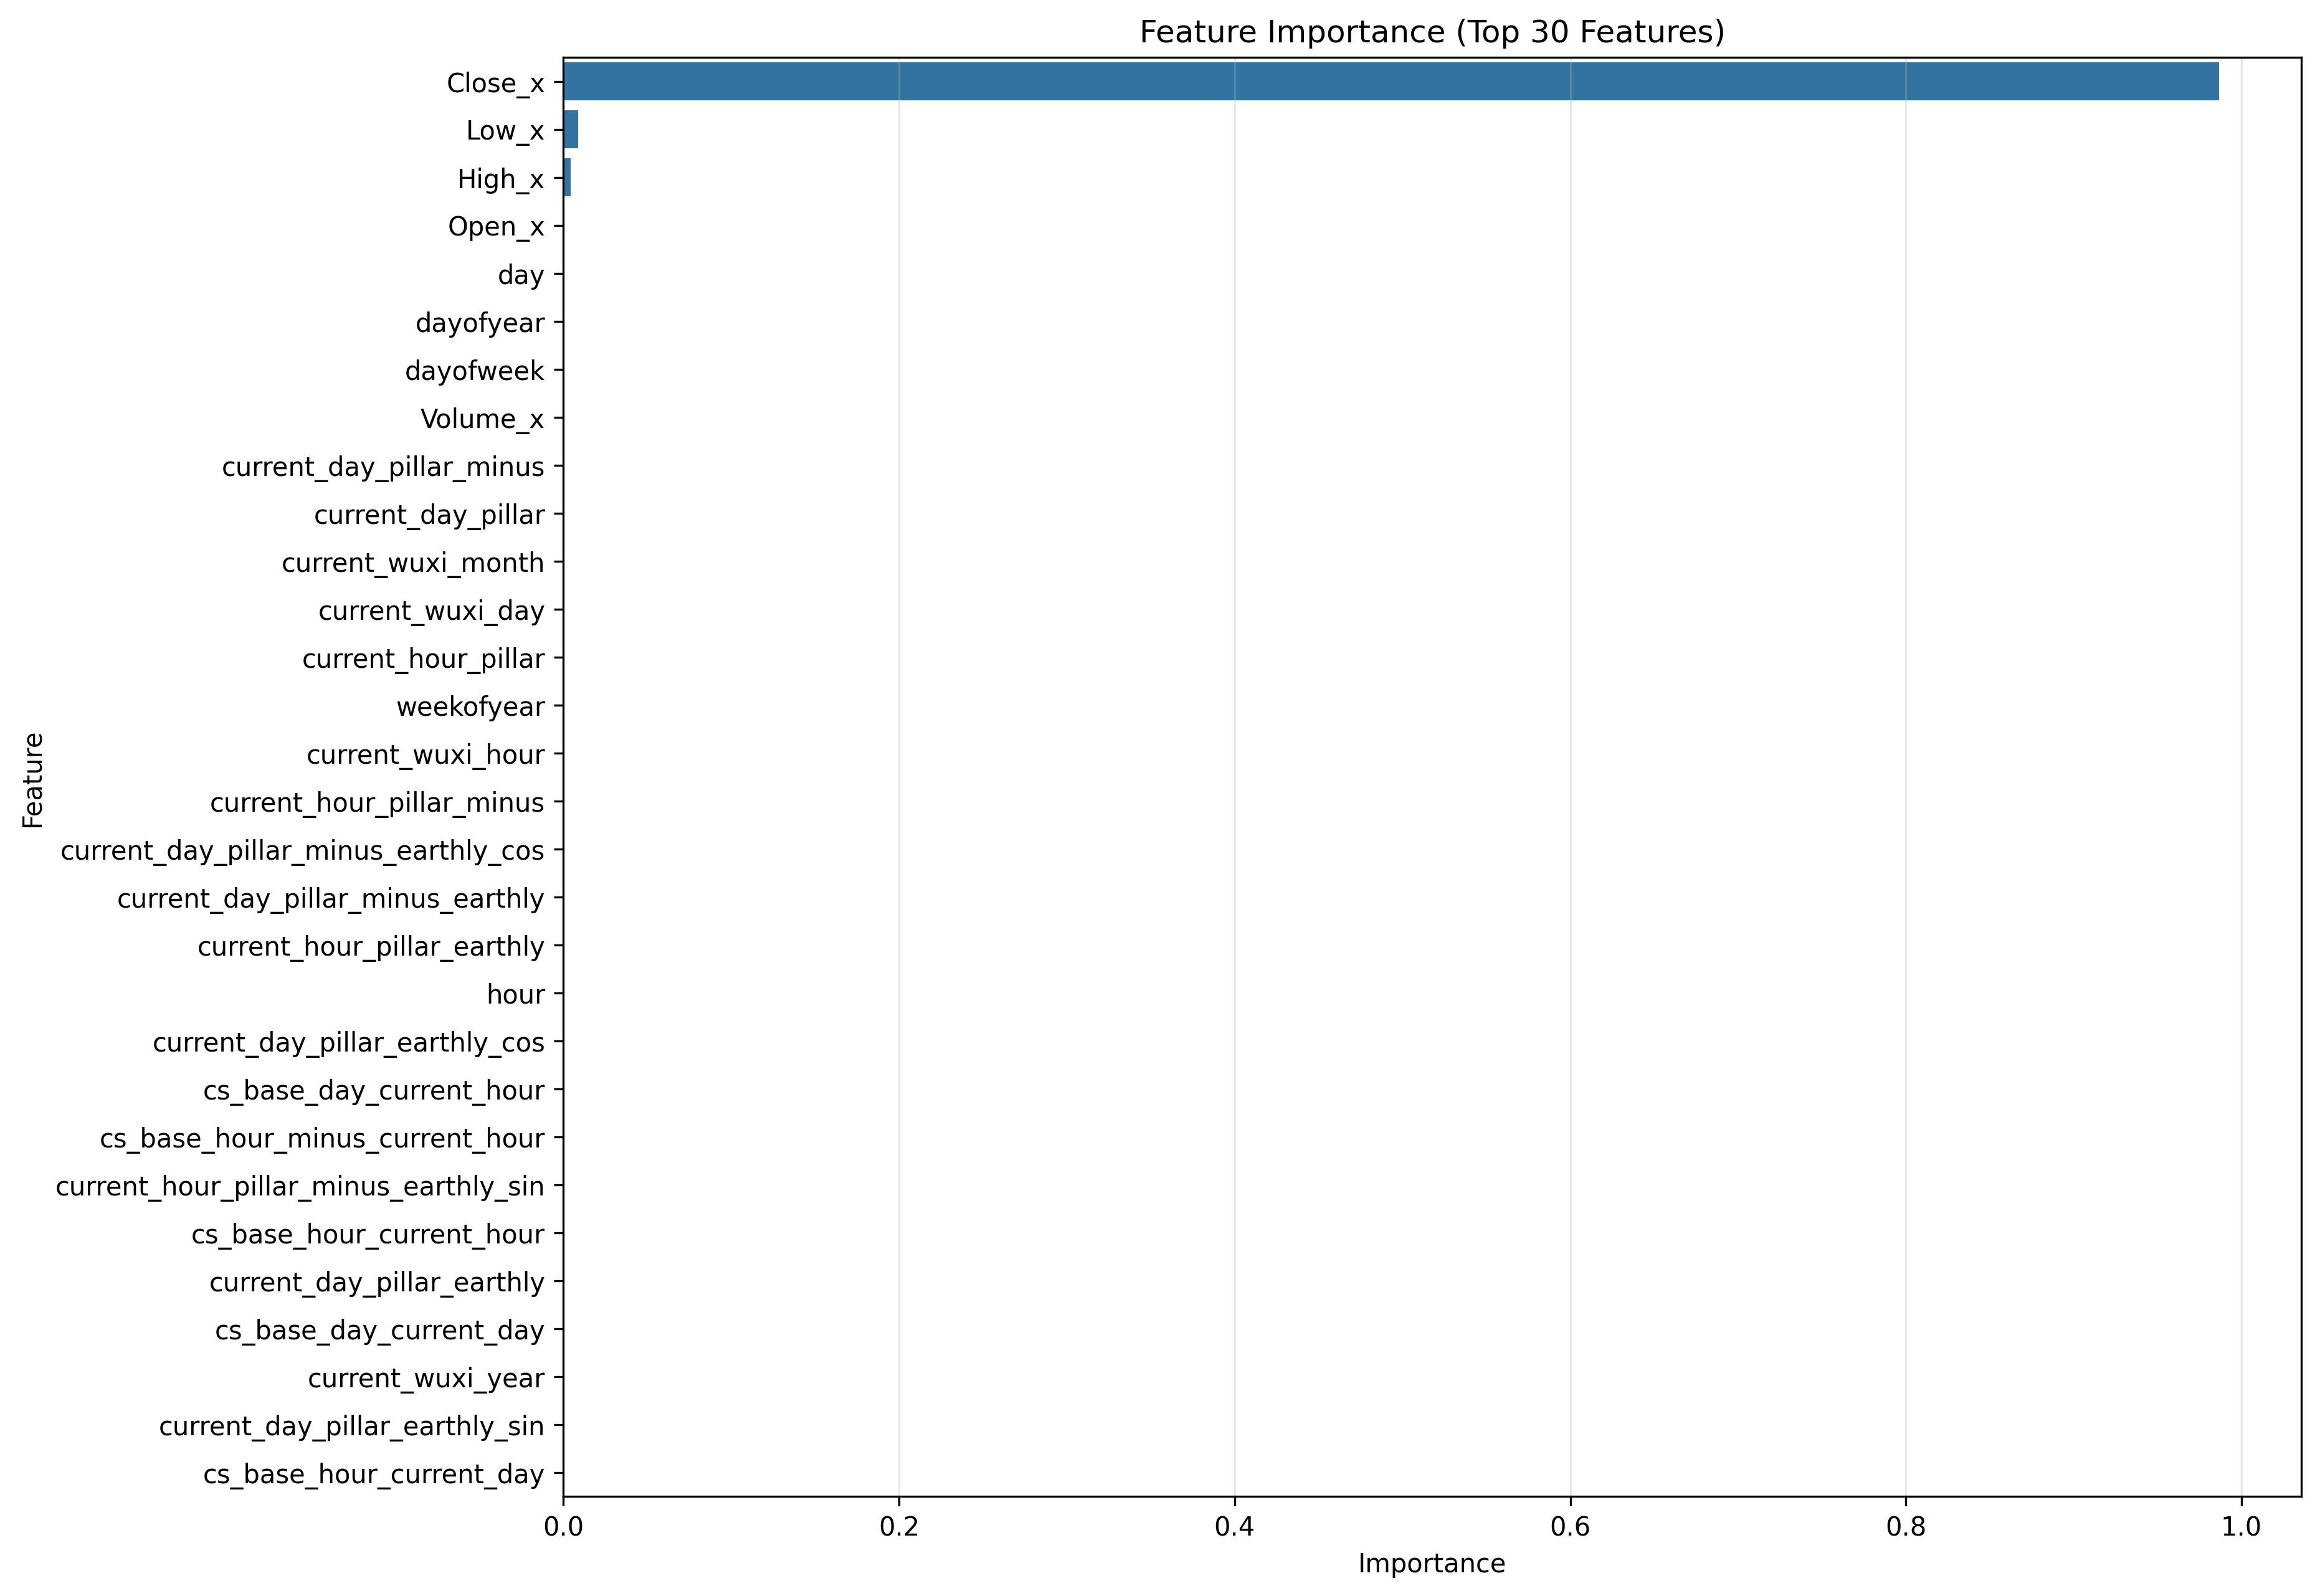 Feature Importance (Top 30 Features)
Close_x
Low_x
High_x
Open_x
day
dayofyear
dayofweek
Volume_x
current_day_pillar_minus
current_day_pillar
current_wuxi_month
current_wuxi_day
current_hour_pillar
weekofyear
current_wuxi_hour
current_hour_pillar_minus
current_day_pillar_minus_earthly_cos
current_day_pillar_minus_earthly
current_hour_pillar_earthly
hour
current_day_pillar_earthly_cos
cs_base_day_current_hour
cs_base_hour_minus_current_hour
current_hour_pillar_minus_earthly_sin
cs_base_hour_current_hour
current_day_pillar_earthly
cs_base_day_current_day
current_wuxi_year
current_day_pillar_earthly_sin
cs_base_hour_current_day
Feature
0.0 0.2 0.4 0.6 0.8 1.0
Importance